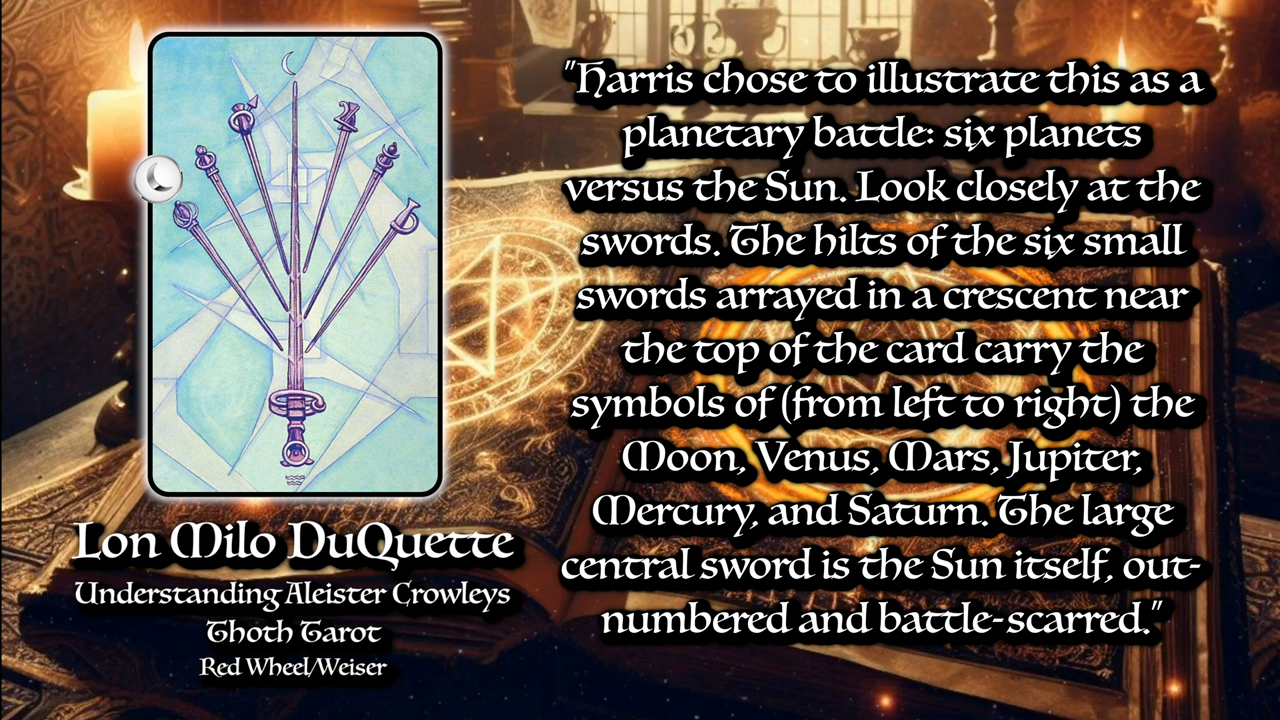 "Harris chose to illustrate this as a
planetary battle: six planets
versus the Sun. Look closely at the
swords. The hilts of the six small
swords arrayed in a crescent near
the top of the card carry the
symbols of (from left to right) the
Moon, Venus, Mars, Jupiter,
Mercury, and Saturn. The large
central sword is the Sun itself, out-
numbered and battle-scarred."
Lon Milo DuQuette
Understanding Aleister Crowleys
Thoth Tarot
Red Wheel/Weiser